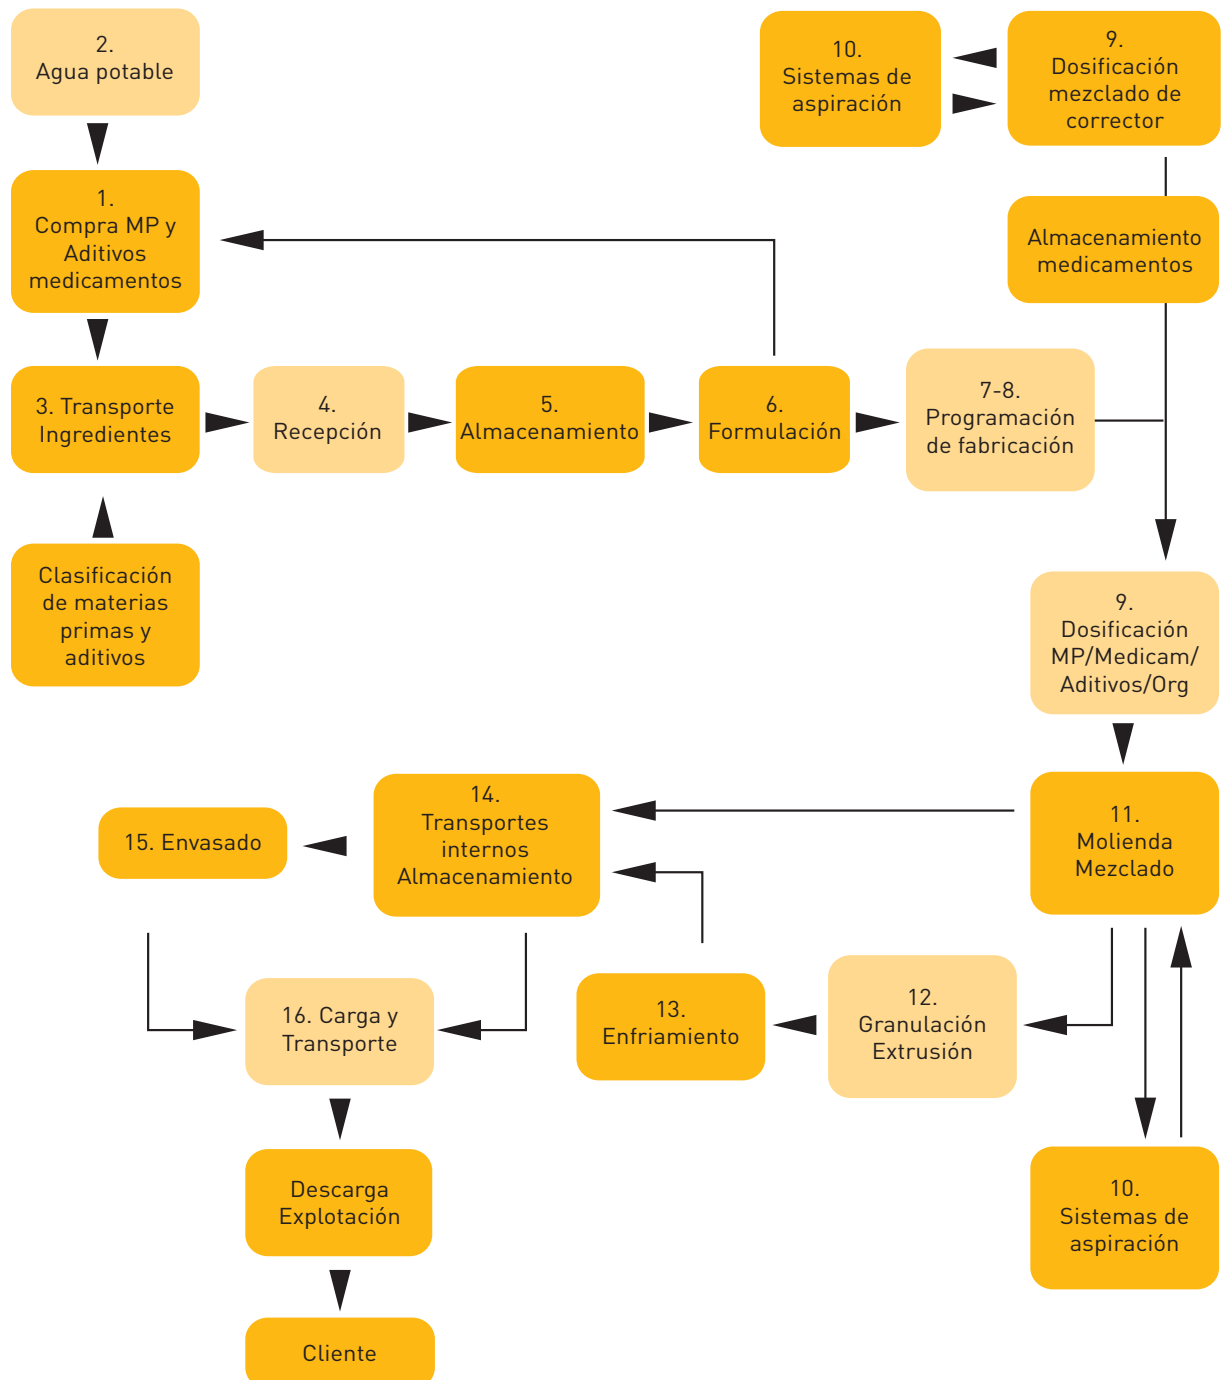 2.
Agua potable
10.
Sistemas de
aspiración
9.
Dosificación
mezclado de
corrector
1.
Compra MP y
Aditivos
medicamentos
Almacenamiento
medicamentos
3. Transporte
Ingredientes
4.
Recepción
5.
Almacenamiento
6.
Formulación
7-8.
Programación
de fabricación
Clasificación
de materias
primas y
aditivos
9.
Dosificación
MP/Medicam/
Aditivos/Org
15. Envasado
14.
Transportes
internos
Almacenamiento
11.
Molienda
Mezclado
16. Carga y
Transporte
13.
Enfriamiento
12.
Granulación
Extrusión
Descarga
Explotación
10.
Sistemas de
aspiración
Cliente